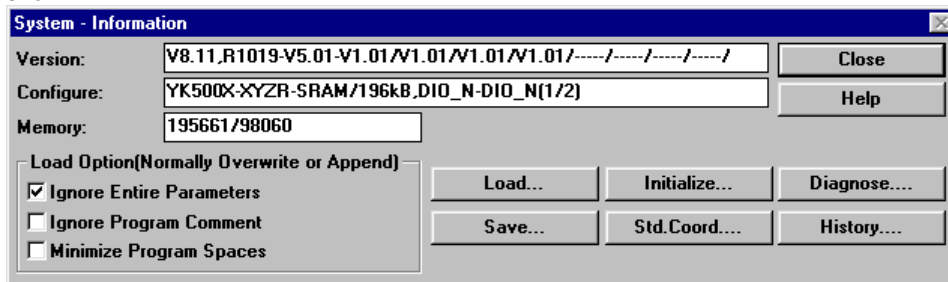 System - Information
Version: V8.11,R1019-V5.01-V1.01/V1.01/V1.01/V1.01/----/----/----/----/ Close
Configure: YK500X-XYZR-SRAM/196kB,DIO_N-DIO_N(1/2) Help
Memory: 195661/98060
Load Option(Normally Overwrite or Append)
Ignore Entire Parameters
Ignore Program Comment
Minimize Program Spaces
Load... Initialize... Diagnose....
Save... Std.Coord.... History....